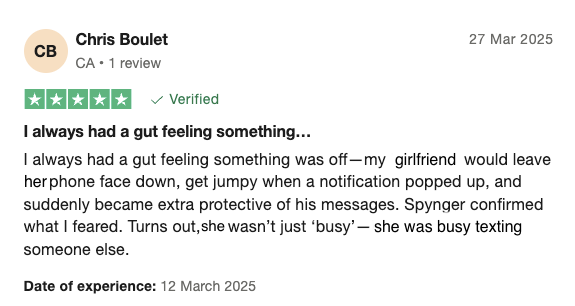 CB
Chris Boulet
27 Mar 2025
CA • 1 review
Verified
I always had a gut feeling something…
I always had a gut feeling something was off—my girlfriend would leave
her phone face down, get jumpy when a notification popped up, and
suddenly became extra protective of his messages. Spynger confirmed
what I feared. Turns out,she wasn't just ‘busy’— she was busy texting
someone else.
Date of experience: 12 March 2025